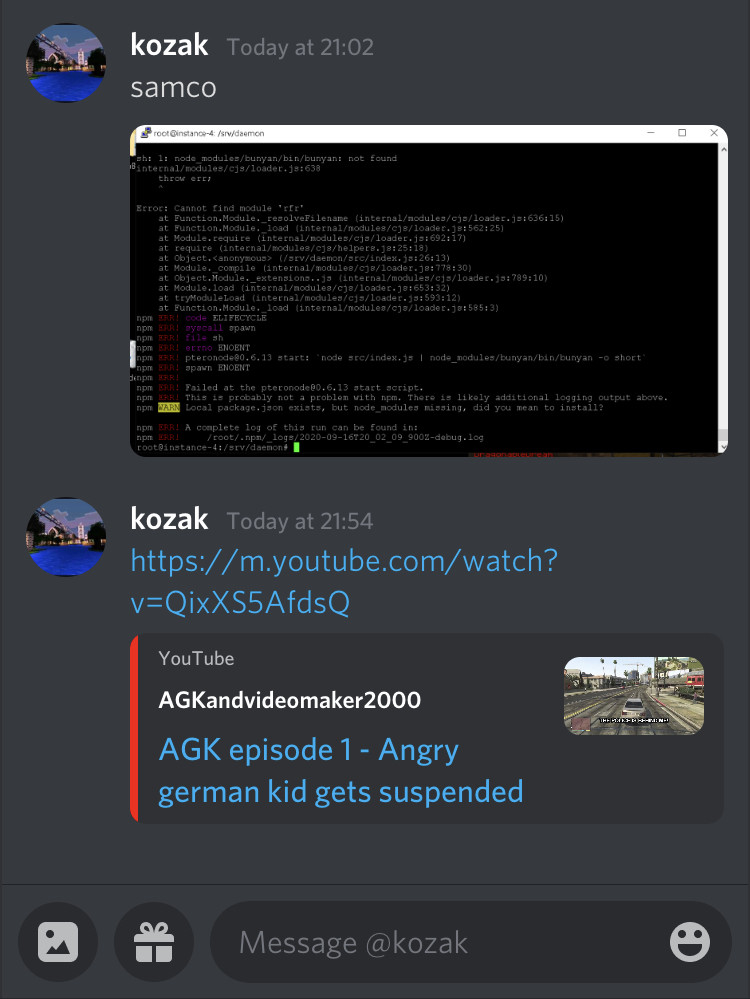 kozak Today at 21:02
samco
root@instance-4: /srv/daemon
sh: 1: node_modules/bunyan/bin/bunyan: not found
internal/modules/cjs/loader.js:638
throw err;
^
Error: Cannot find module 'rfr'
at Function.Module._resolveFilename (internal/modules/cjs/loader.js:636:15)
at Function.Module._load (internal/modules/cjs/loader.js:562:25)
at Module.require (internal/modules/cjs/loader.js:692:17)
at require (internal/modules/cjs/helpers.js:25:18)
at Object.<anonymous> (/srv/daemon/src/index.js:26:13)
at Module._compile (internal/modules/cjs/loader.js:778:30)
at Object.Module._extensions..js (internal/modules/cjs/loader.js:789:10)
at Module.load (internal/modules/cjs/loader.js:653:32)
at tryModuleLoad (internal/modules/cjs/loader.js:593:12)
at Function.Module._load (internal/modules/cjs/loader.js:585:3)
npm ERR! code ELIFECYCLE
npm ERR! syscall spawn
npm ERR! file sh
npm ERR! errno ENOENT
npm ERR! pteronode@0.6.13 start: `node src/index.js | node_modules/bunyan/bin/bunyan -o short`
npm ERR! spawn ENOENT
npm ERR!
npm ERR! Failed at the pteronode@0.6.13 start script.
npm ERR! This is probably not a problem with npm. There is likely additional logging output above.
npm WARN Local package.json exists, but node_modules missing, did you mean to install?
npm ERR! A complete log of this run can be found in:
npm ERR! /root/.npm/_logs/2020-09-16T20_02_09_900Z-debug.log
root@instance-4:/srv/daemon#
kozak Today at 21:54
https://m.youtube.com/watch?
v=QixXS5AfdsQ
YouTube
AGKandvideomaker2000
THE POLICE IS BEHIND ME!
AGK episode 1 - Angry
german kid gets suspended
Message @kozak